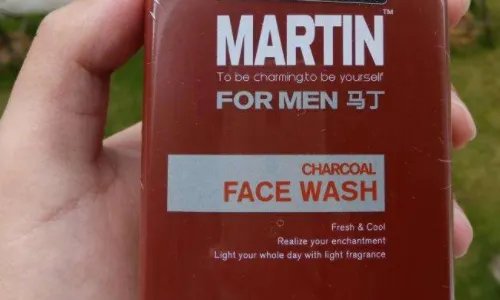 MARTIN™
To be charming,to be yourself
FOR MEN 马丁
CHARCOAL
FACE WASH
Fresh & Cool
Realize your enchantment
Light your whole day with light fragrance